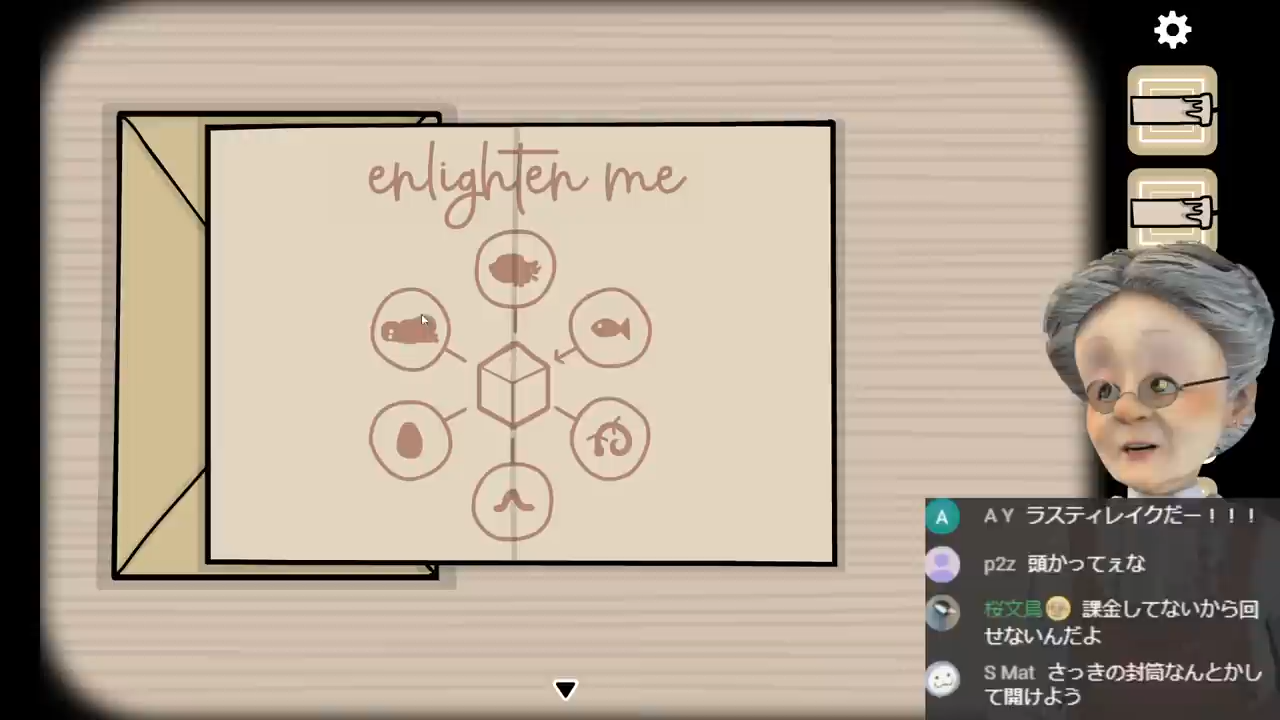 enlighten me
A
A Y ラスティレイクだー！！！
p2z 頭かってぇな
桜文鳥 課金してないから回
せないんだよ
S Mat さっきの封筒なんとかし
て開けよう